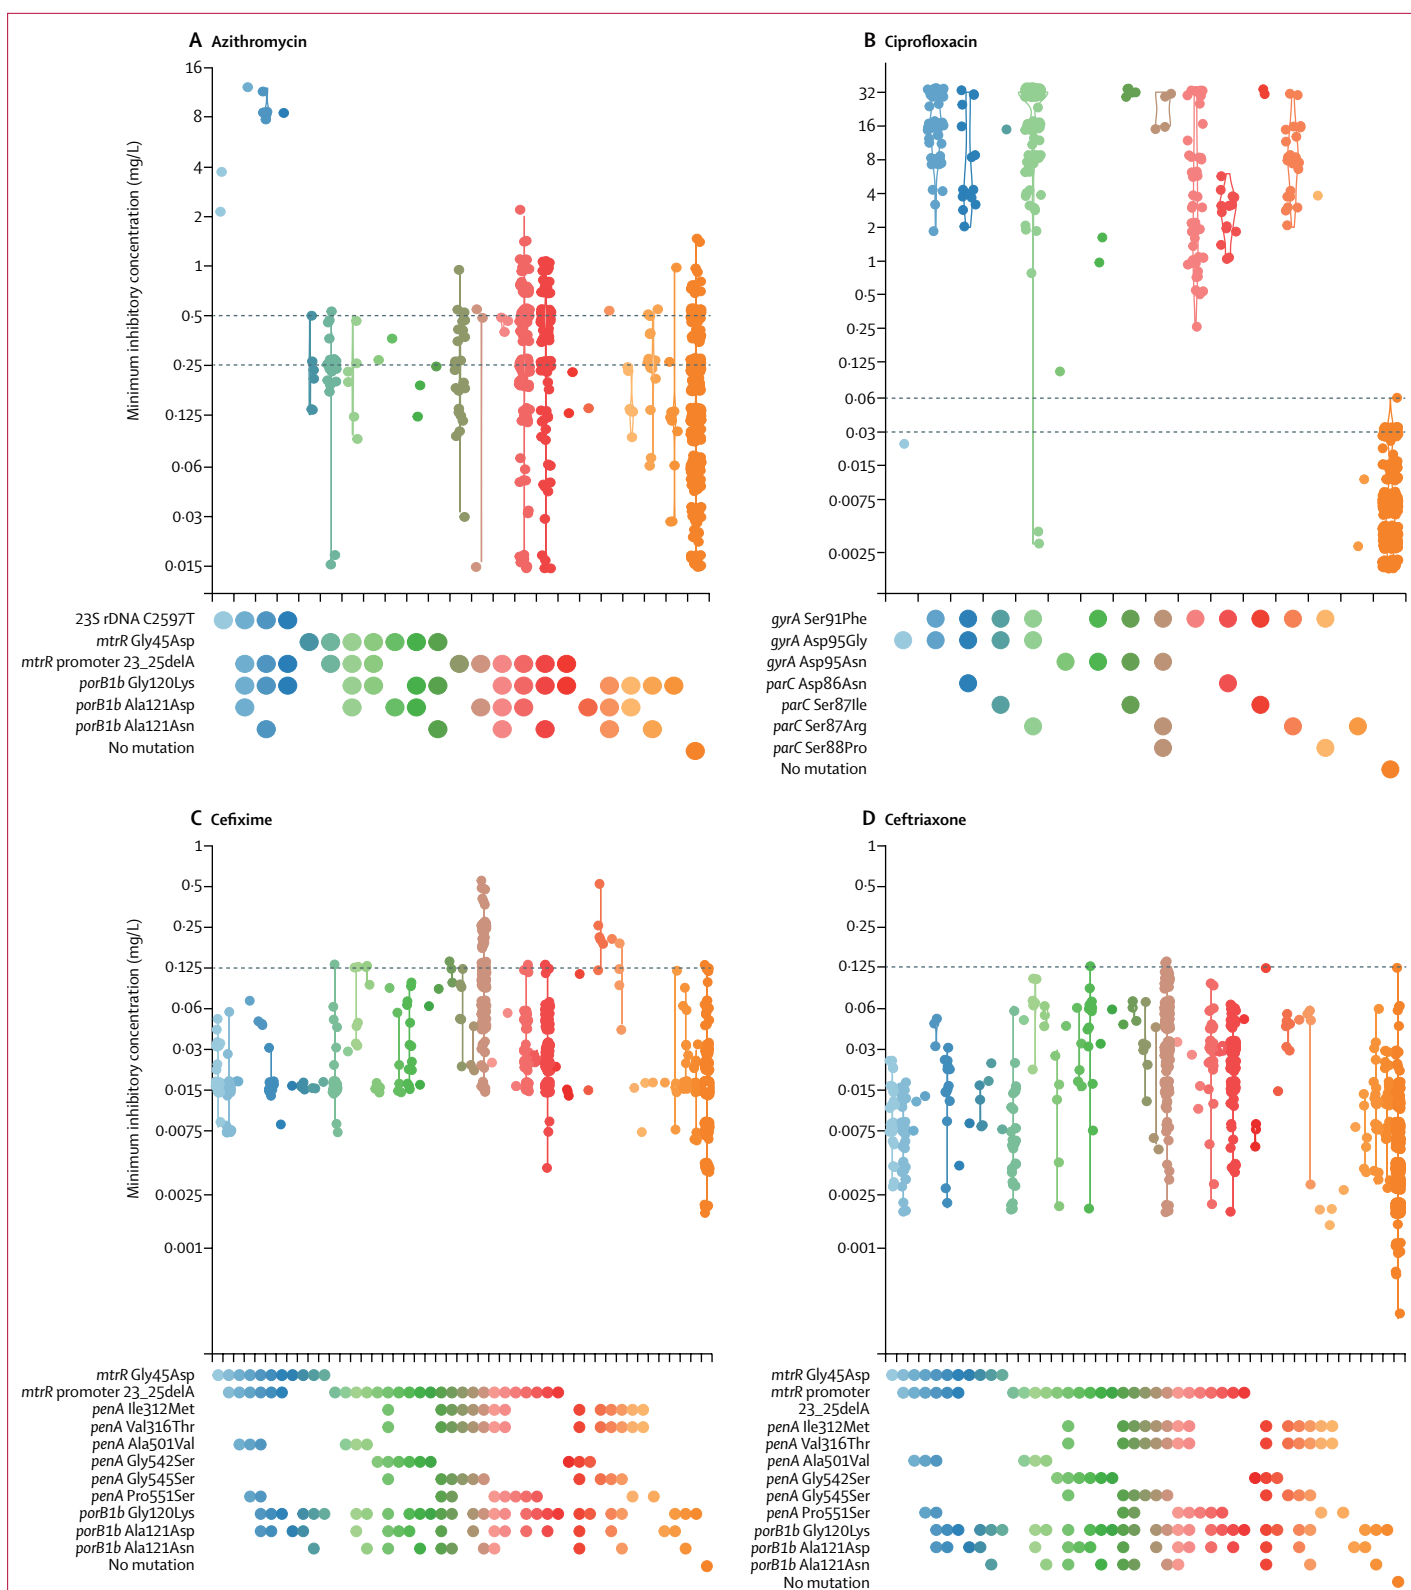 A Azithromycin
Minimum inhibitory concentration (mg/L)
16
8
4
2
1
0·5
0·25
0·125
0·06
0·03
0·015
23S rDNA C2597T
mtrR Gly45Asp
mtrR promoter 23_25delA
porB1b Gly120Lys
porB1b Ala121Asp
porB1b Ala121Asn
No mutation
B Ciprofloxacin
32
16
8
4
2
1
0·5
0·25
0·125
0·06
0·03
0·015
0·0075
0·0025
gyrA Ser91Phe
gyrA Asp95Gly
gyrA Asp95Asn
parC Asp86Asn
parC Ser87Ile
parC Ser87Arg
parC Ser88Pro
No mutation
C Cefixime
Minimum inhibitory concentration (mg/L)
1
0·5
0·25
0·125
0·06
0·03
0·015
0·0075
0·0025
0·001
mtrR Gly45Asp
mtrR promoter 23_25delA
penA Ile312Met
penA Val316Thr
penA Ala501Val
penA Gly542Ser
penA Gly545Ser
penA Pro551Ser
porB1b Gly120Lys
porB1b Ala121Asp
porB1b Ala121Asn
No mutation
D Ceftriaxone
1
0·5
0·25
0·125
0·06
0·03
0·015
0·0075
0·0025
0·001
mtrR Gly45Asp
mtrR promoter
23_25delA
penA Ile312Met
penA Val316Thr
penA Ala501Val
penA Gly542Ser
penA Gly545Ser
penA Pro551Ser
porB1b Gly120Lys
porB1b Ala121Asp
porB1b Ala121Asn
No mutation